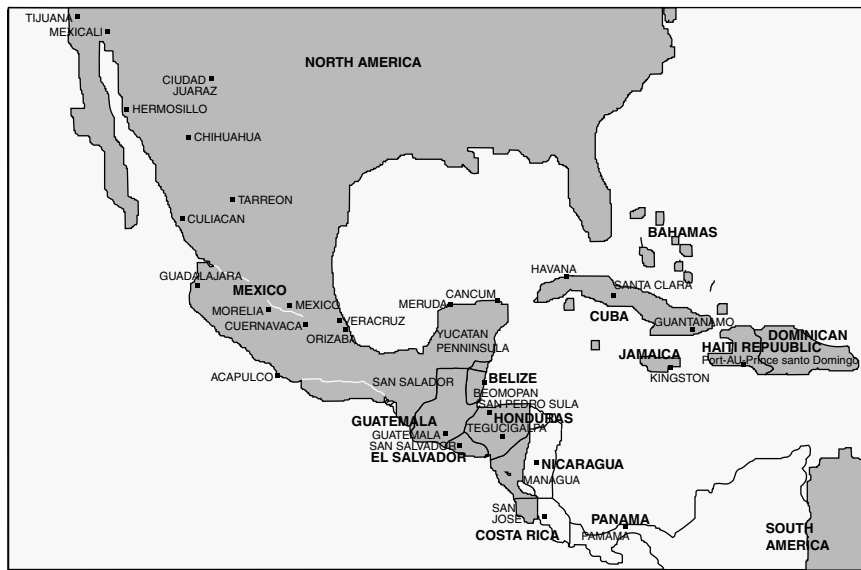 TIJUANA
MEXICALI
NORTH AMERICA
CIUDAD
JUARAZ
HERMOSILLO
CHIHUAHUA
TARREON
CULIACAN
BAHAMAS
GUADALAJARA
HAVANA
MEXICO
SANTA CLARA
CANCUM
MERUDA
MEXICO
MORELIA
CUBA
VERACRUZ
GUANTANAMO
CUERNAVACA
ORIZABA
YUCATAN
PENNINSULA
DOMINICAN
HAITI REPUUBLIC
JAMAICA
Port-AU-Prince santo Domingo
ACAPULCO
KINGSTON
SAN SALADOR
BELIZE
BEOMOPAN
SAN PEDRO SULA
GUATEMALA
HONDURAS
TEGUCIGALPA
GUATEMALA
SAN SALVADOR
EL SALVADOR
NICARAGUA
MANAGUA
SAN
JOSE
PANAMA
COSTA RICA
PAMAMA
SOUTH
AMERICA